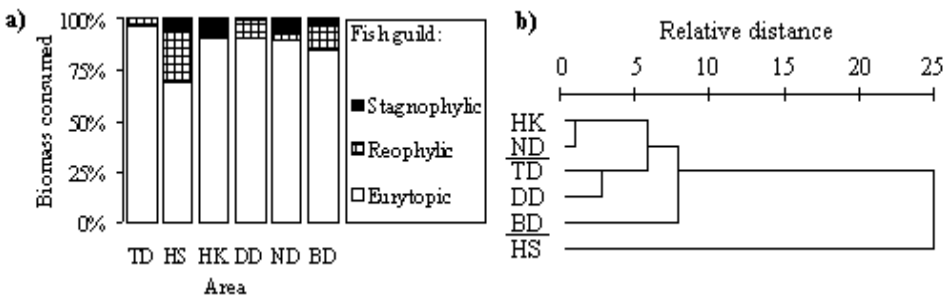 a)
100%
75%
50%
25%
0%
Biomass consumed
TD HS HK DD ND BD
Area
Fish guild:
Stagnophylic
Reophylic
Eurytopic
b)
Relative distance
0 5 10 15 20 25
HK
ND
TD
DD
BD
HS